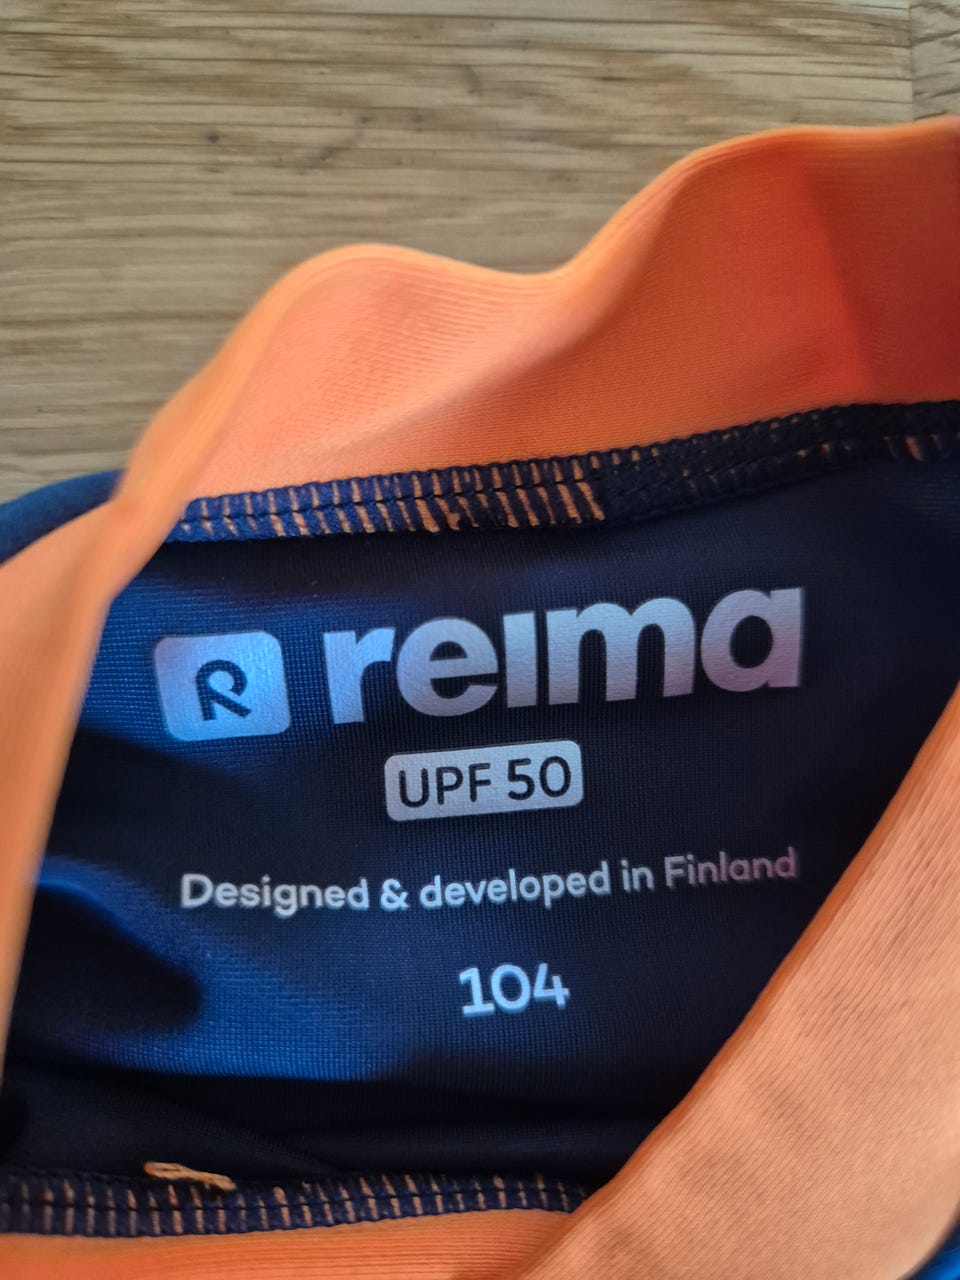 R reima
UPF 50
Designed & developed in Finland
104